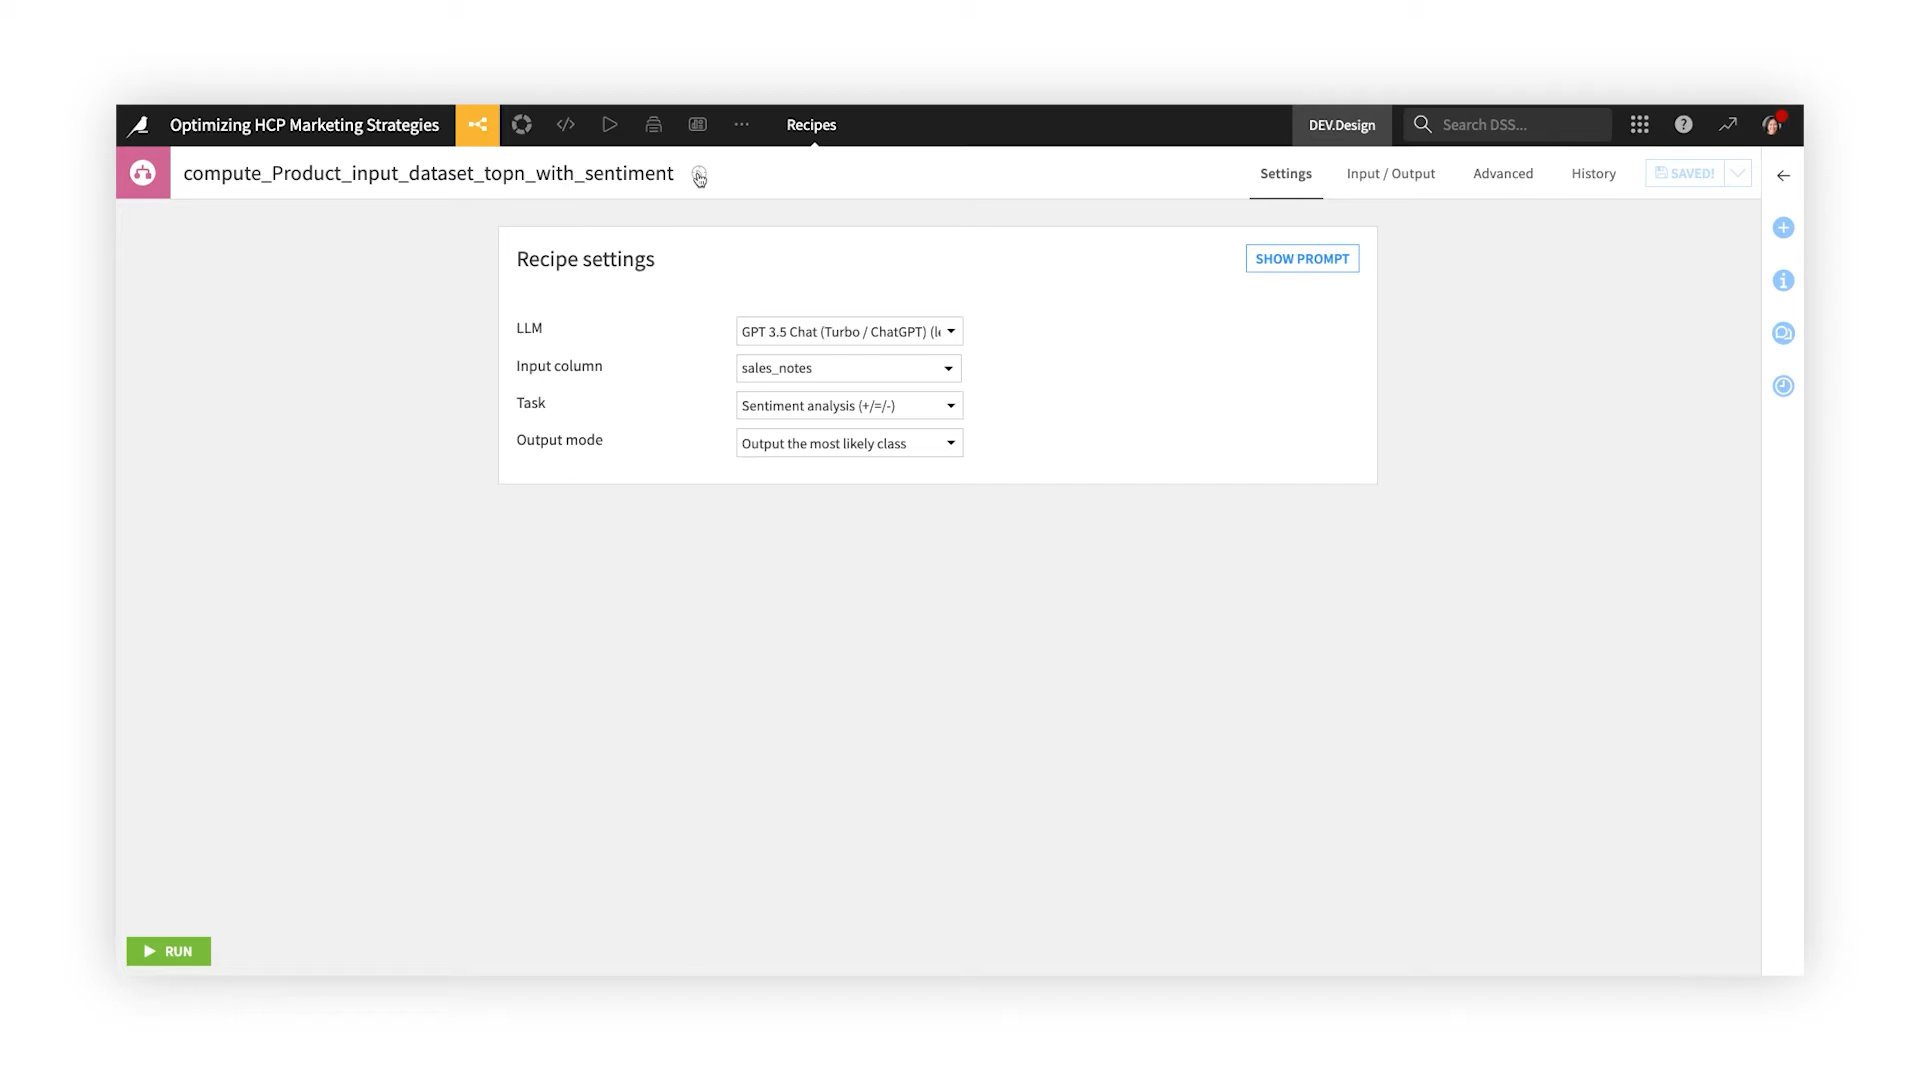 Optimizing HCP Marketing Strategies
Recipes
DEV.Design
Search DSS...
compute_Product_input_dataset_topn_with_sentiment
Settings
Input / Output
Advanced
History
SAVED!
Recipe settings
SHOW PROMPT
LLM
GPT 3.5 Chat (Turbo / ChatGPT) (l
Input column
sales_notes
Task
Sentiment analysis (+/=/-)
Output mode
Output the most likely class
RUN